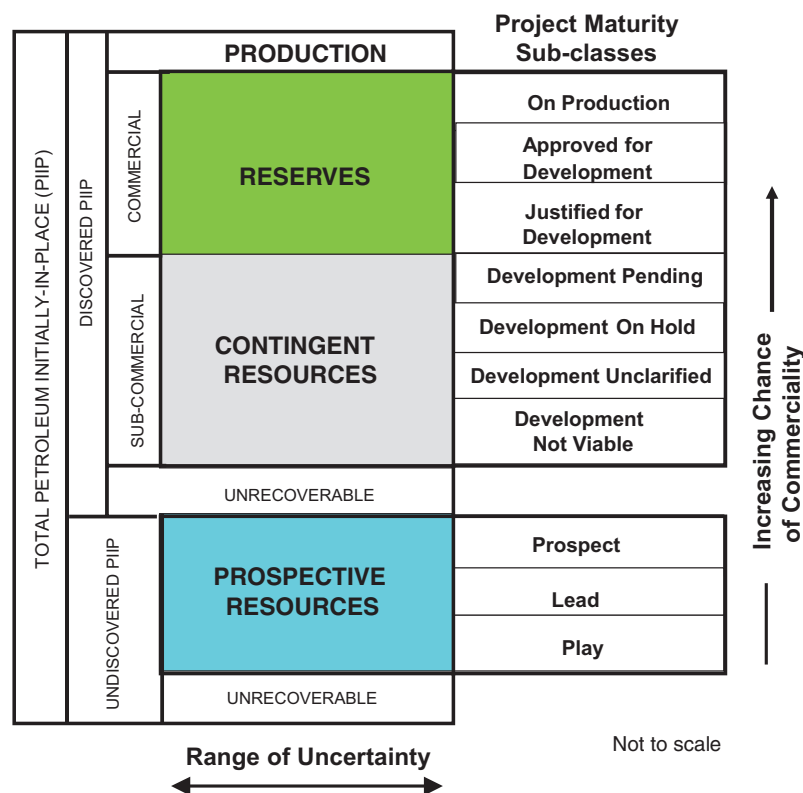 Project Maturity
Sub-classes
PRODUCTION
TOTAL PETROLEUM INITIALLY-IN-PLACE (PIIP)
DISCOVERED PIIP
COMMERCIAL
RESERVES
On Production
Approved for
Development
Justified for
Development
SUB-COMMERCIAL
CONTINGENT
RESOURCES
Development Pending
Development On Hold
Development Unclarified
Development
Not Viable
UNRECOVERABLE
UNDISCOVERED PIIP
PROSPECTIVE
RESOURCES
Prospect
Lead
Play
UNRECOVERABLE
Increasing Chance
of Commerciality
Range of Uncertainty
Not to scale